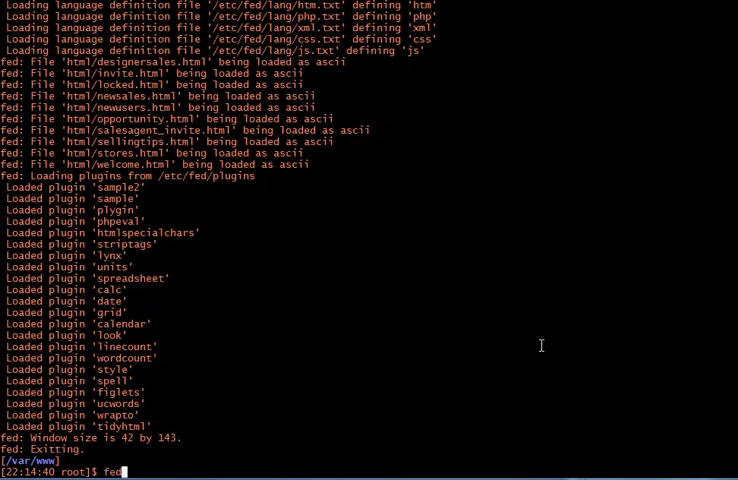 Loading language definition file '/etc/fed/lang/htm.txt' defining 'htm'
Loading language definition file '/etc/fed/lang/php.txt' defining 'php'
Loading language definition file '/etc/fed/lang/xml.txt' defining 'xml'
Loading language definition file '/etc/fed/lang/css.txt' defining 'css'
Loading language definition file '/etc/fed/lang/js.txt' defining 'js'
fed: File 'html/designersales.html' being loaded as ascii
fed: File 'html/invite.html' being loaded as ascii
fed: File 'html/locked.html' being loaded as ascii
fed: File 'html/newsales.html' being loaded as ascii
fed: File 'html/newusers.html' being loaded as ascii
fed: File 'html/opportunity.html' being loaded as ascii
fed: File 'html/salesagent_invite.html' being loaded as ascii
fed: File 'html/sellingtips.html' being loaded as ascii
fed: File 'html/stores.html' being loaded as ascii
fed: File 'html/welcome.html' being loaded as ascii
fed: Loading plugins from /etc/fed/plugins
Loaded plugin 'sample2'
Loaded plugin 'sample'
Loaded plugin 'plygin'
Loaded plugin 'phpeval'
Loaded plugin 'htmlspecialchars'
Loaded plugin 'striptags'
Loaded plugin 'lynx'
Loaded plugin 'units'
Loaded plugin 'spreadsheet'
Loaded plugin 'calc'
Loaded plugin 'date'
Loaded plugin 'grid'
Loaded plugin 'calendar'
Loaded plugin 'look'
Loaded plugin 'linecount'
Loaded plugin 'wordcount'
Loaded plugin 'style'
Loaded plugin 'spell'
Loaded plugin 'figlets'
Loaded plugin 'ucwords'
Loaded plugin 'wrapto'
Loaded plugin 'tidyhtml'
fed: Window size is 42 by 143.
fed: Exitting.
[/var/www]
[22:14:40 root]$ fed